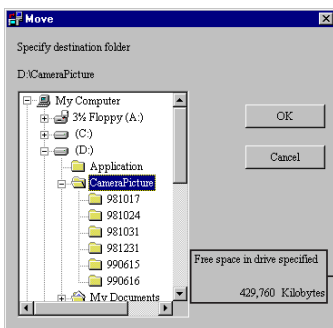 Move
Specify destination folder
D:\CameraPicture
My Computer
3½ Floppy (A:)
(C:)
(D:)
Application
CameraPicture
981017
981024
981031
981231
990615
990616
My Documents
OK
Cancel
Free space in drive specified
429,760 Kilobytes